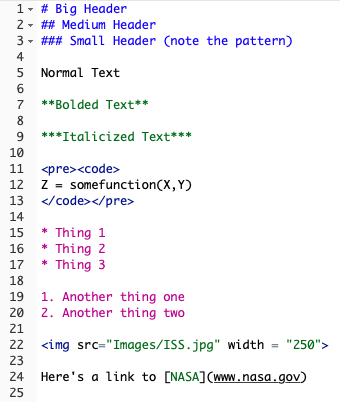 1 # Big Header
2 ## Medium Header
3 ### Small Header (note the pattern)
4
5 Normal Text
6
7 **Bolded Text**
8
9 ***Italicized Text***
10
11 <pre><code>
12 Z = somefunction(X,Y)
13 </code></pre>
14
15 * Thing 1
16 * Thing 2
17 * Thing 3
18
19 1. Another thing one
20 2. Another thing two
21
22 <img src="Images/ISS.jpg" width = "250">
23
24 Here's a link to [NASA](www.nasa.gov)
25